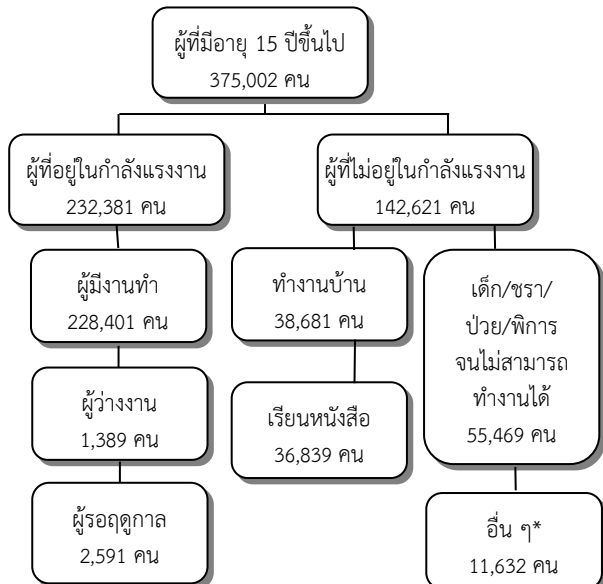 ผู้ที่มีอายุ 15 ปีขึ้นไป
375,002 คน
ผู้ที่อยู่ในกำลังแรงงาน
232,381 คน
ผู้ที่ไม่อยู่ในกำลังแรงงาน
142,621 คน
ผู้มีงานทำ
228,401 คน
ผู้ว่างงาน
1,389 คน
ผู้รอฤดูกาล
2,591 คน
ทำงานบ้าน
38,681 คน
เรียนหนังสือ
36,839 คน
เด็ก/ชรา/
ป่วย/พิการ
จนไม่สามารถ
ทำงานได้
55,469 คน
อื่น ๆ*
11,632 คน